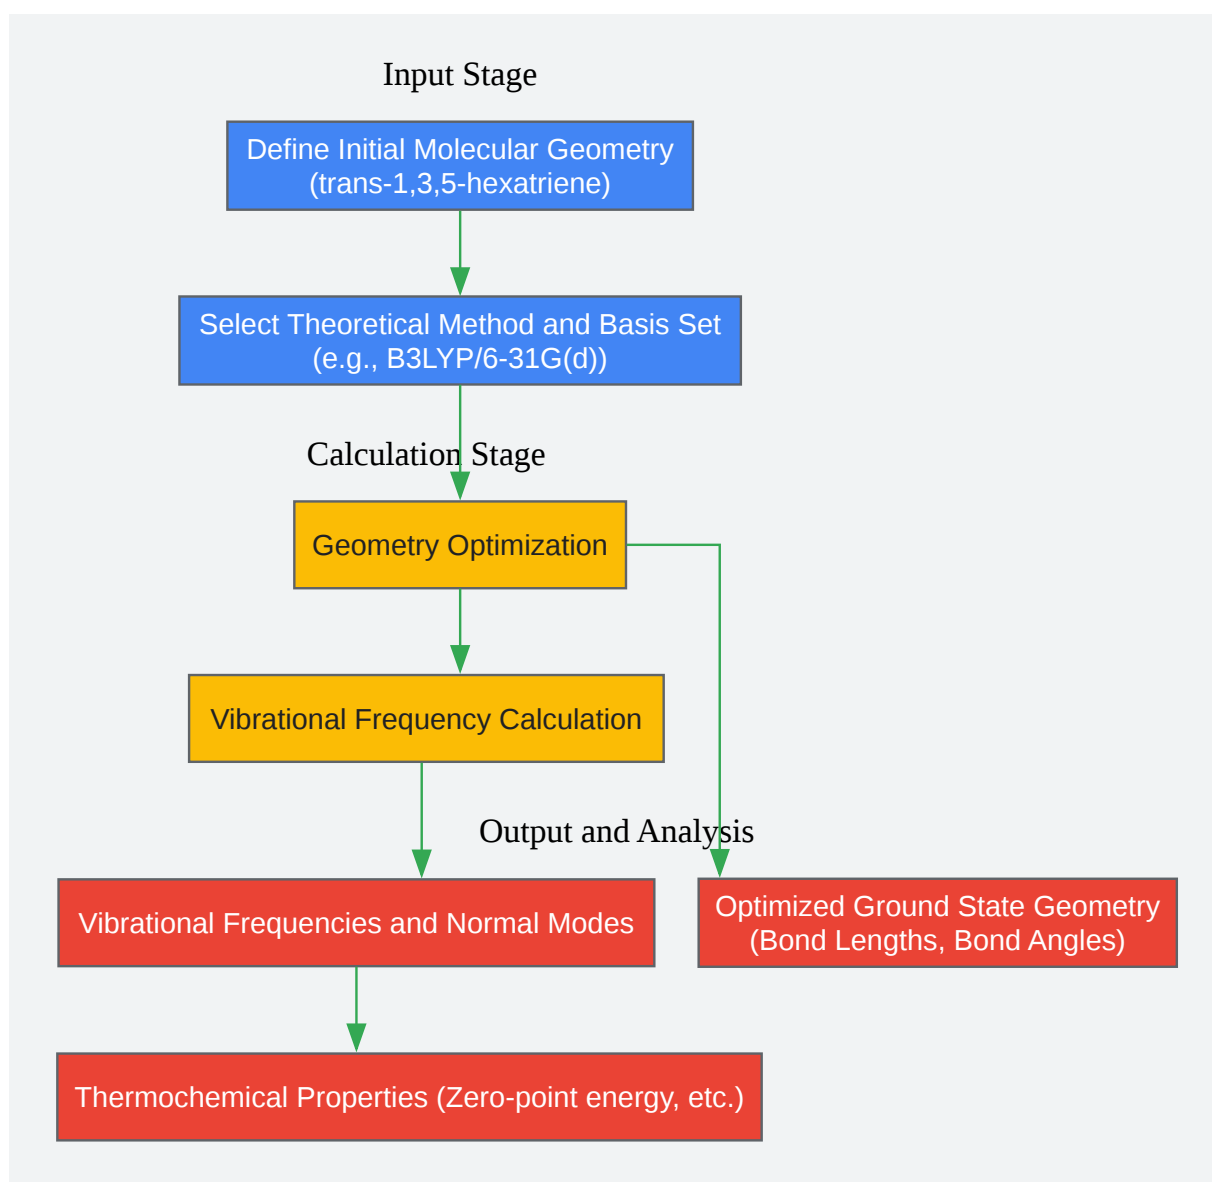 Input Stage
Define Initial Molecular Geometry
(trans-1,3,5-hexatriene)
Select Theoretical Method and Basis Set
(e.g., B3LYP/6-31G(d))
Calculation Stage
Geometry Optimization
Vibrational Frequency Calculation
Output and Analysis
Vibrational Frequencies and Normal Modes
Optimized Ground State Geometry
(Bond Lengths, Bond Angles)
Thermochemical Properties (Zero-point energy, etc.)